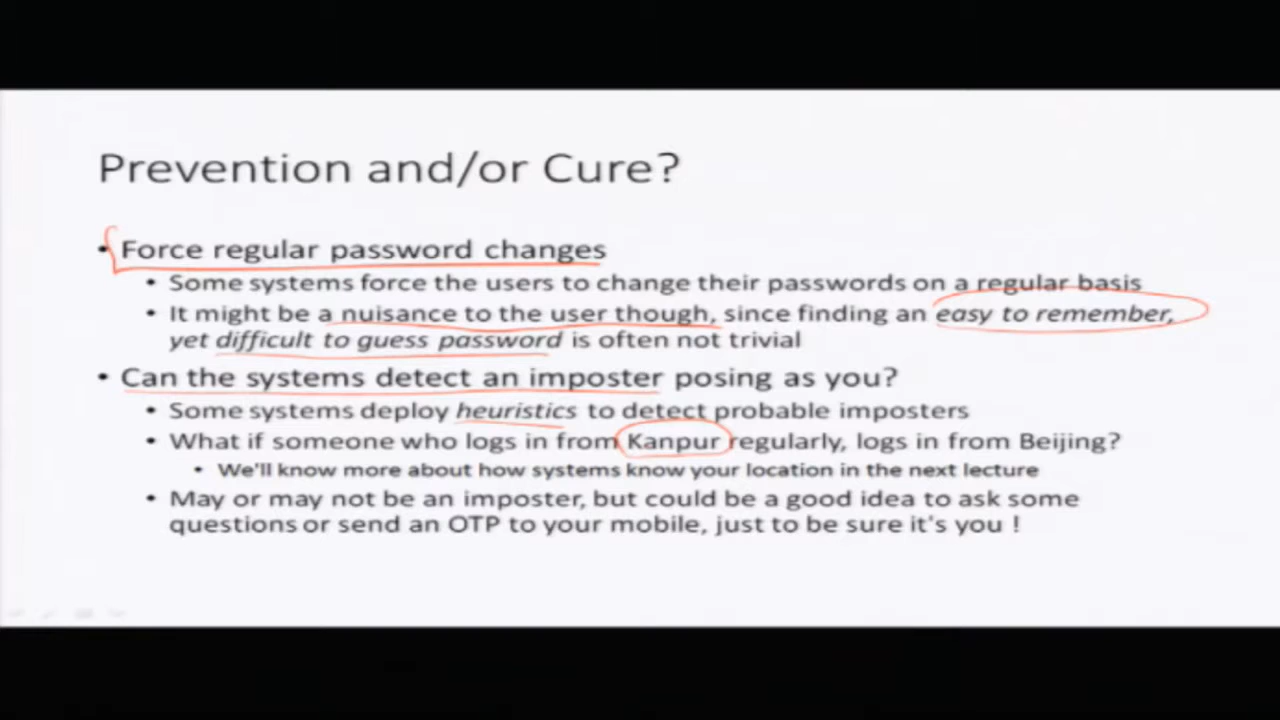 Prevention and/or Cure?
• Force regular password changes
• Some systems force the users to change their passwords on a regular basis
• It might be a nuisance to the user though, since finding an easy to remember,
yet difficult to guess password is often not trivial
• Can the systems detect an imposter posing as you?
• Some systems deploy heuristics to detect probable imposters
• What if someone who logs in from Kanpur regularly, logs in from Beijing?
• We'll know more about how systems know your location in the next lecture
• May or may not be an imposter, but could be a good idea to ask some
questions or send an OTP to your mobile, just to be sure it's you !